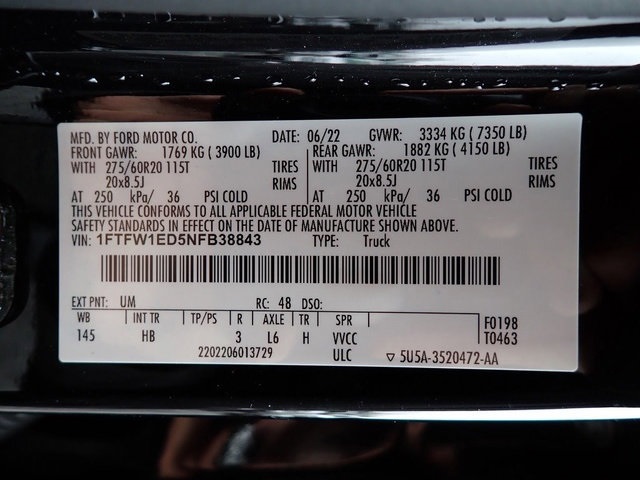 MFD. BY FORD MOTOR CO. DATE: 06/22 GVWR: 3334 KG ( 7350 LB)
FRONT GAWR: 1769 KG ( 3900 LB) REAR GAWR: 1882 KG ( 4150 LB)
WITH 275/60R20 115T TIRES WITH 275/60R20 115T TIRES
20x8.5J RIMS 20x8.5J RIMS
AT 250 kPa/ 36 PSI COLD AT 250 kPa/ 36 PSI COLD
THIS VEHICLE CONFORMS TO ALL APPLICABLE FEDERAL MOTOR VEHICLE
SAFETY STANDARDS IN EFFECT ON THE DATE OF MANUFACTURE SHOWN ABOVE.
VIN: 1FTFW1ED5NFB38843 TYPE: Truck
EXT PNT: UM RC: 48 DSO:
WB INT TR TP/PS R AXLE TR SPR F0198
145 HB 3 L6 H VVCC T0463
2202206013729 ULC ▽ 5U5A-3520472-AA